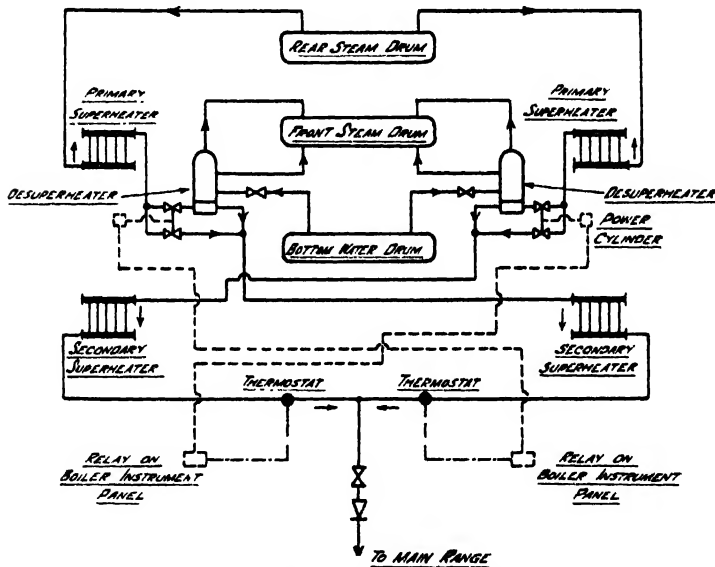 REAR STEAM DRUM
PRIMARY
SUPERHEATER
PRIMARY
SUPERHEATER
FRONT STEAM DRUM
DESUPERHEATER
DESUPERHEATER
POWER
CYLINDER
BOTTOM WATER DRUM
SECONDARY
SUPERHEATER
SECONDARY
SUPERHEATER
THERMOSTAT
THERMOSTAT
RELAY ON
BOILER INSTRUMENT
PANEL
RELAY ON
BOILER INSTRUMENT
PANEL
TO MAIN RANGE